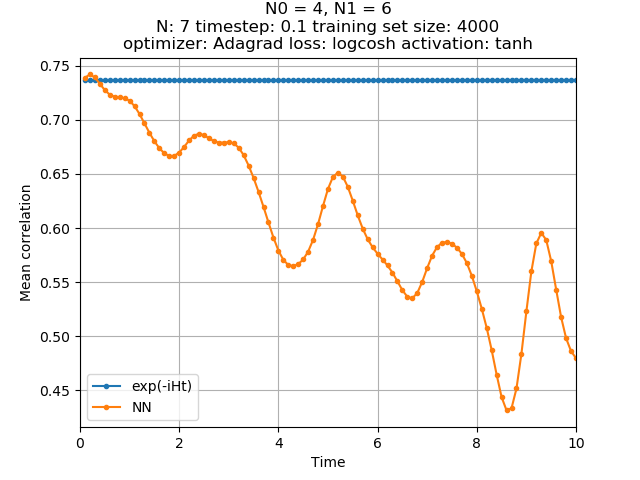 N0 = 4, N1 = 6
N: 7 timestep: 0.1 training set size: 4000
optimizer: Adagrad loss: logcosh activation: tanh
0.75
0.70
0.65
0.60
0.55
0.50
0.45
Mean correlation
exp(-iHt)
NN
0 2 4 6 8 10
Time